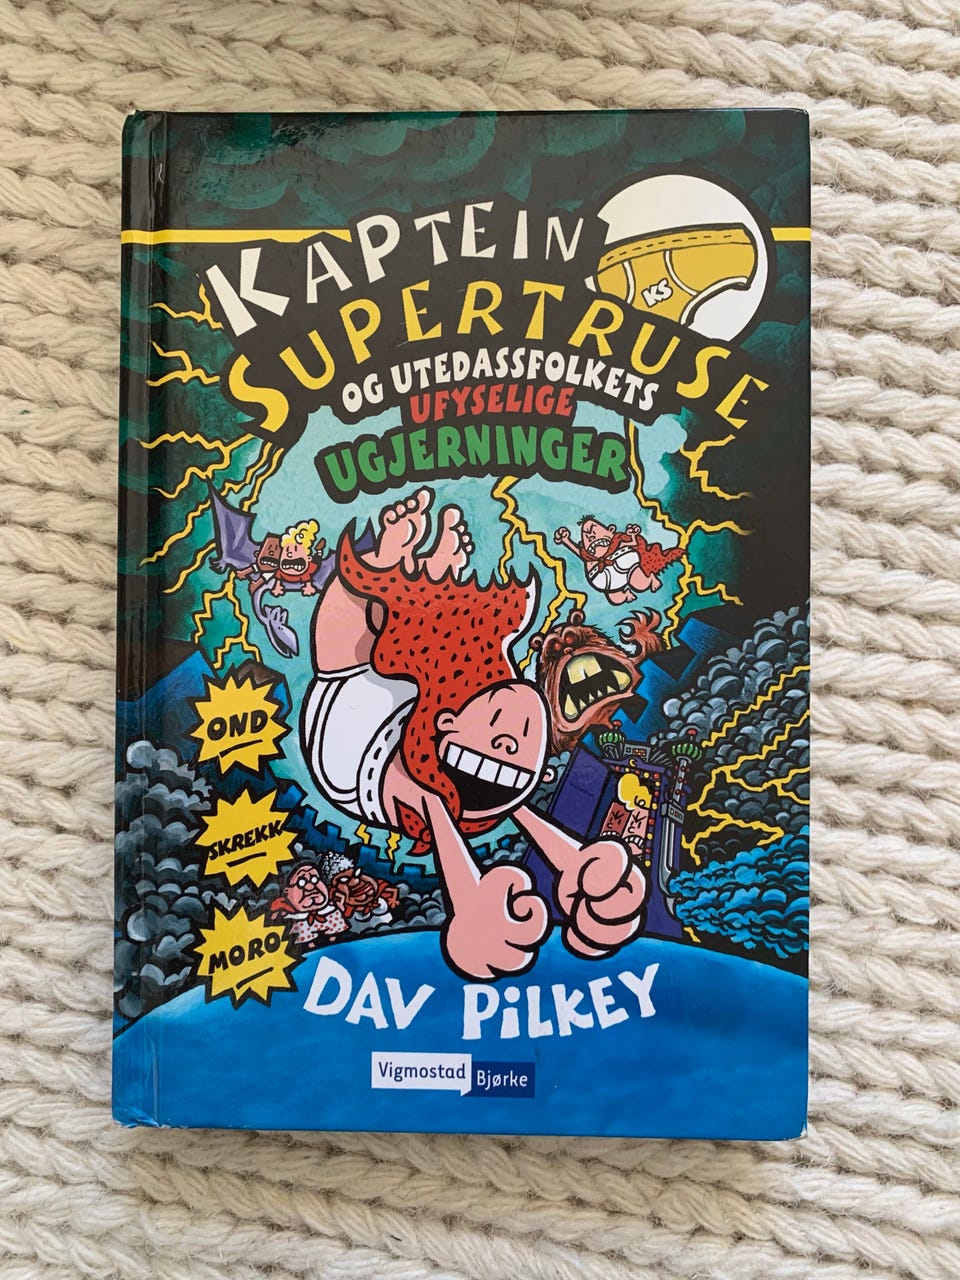 KAPTEIN
KS
SUPERTRUSE
OG UTEDASSFOLKETS
UFYSELIGE
UGJERNINGER
OND
SKREKK
MORO
DAV PiLKEY
Vigmostad Bjørke